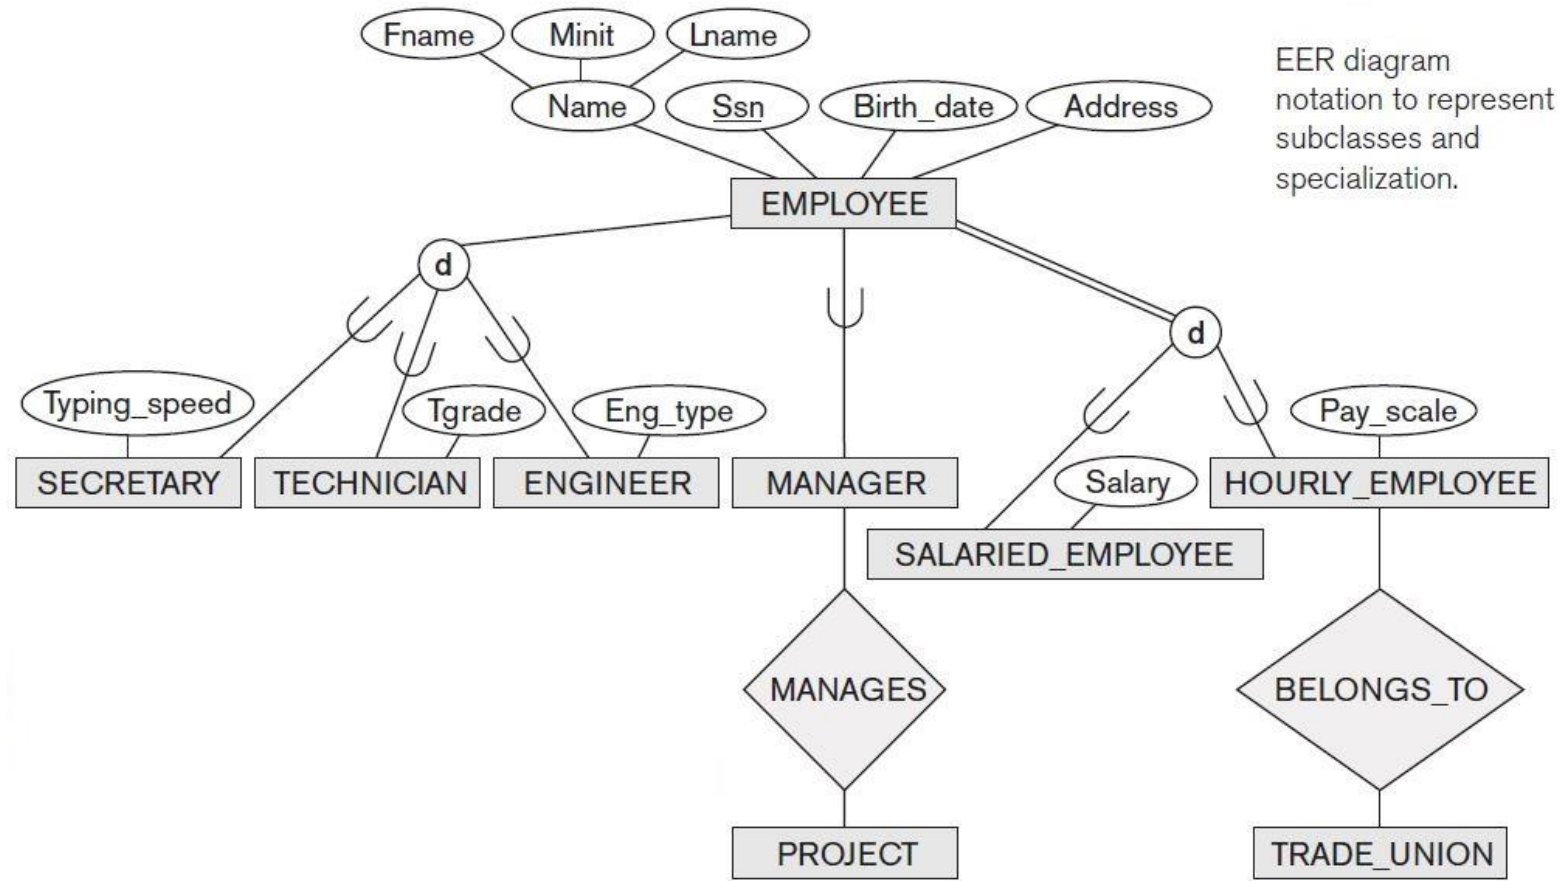 Fname
Minit
Lname
EER diagram
notation to represent
subclasses and
specialization.
Name
Ssn
Birth_date
Address
EMPLOYEE
d
d
Typing_speed
Tgrade
Eng_type
Pay_scale
SECRETARY
TECHNICIAN
ENGINEER
MANAGER
Salary
HOURLY_EMPLOYEE
SALARIED_EMPLOYEE
MANAGES
BELONGS_TO
PROJECT
TRADE_UNION